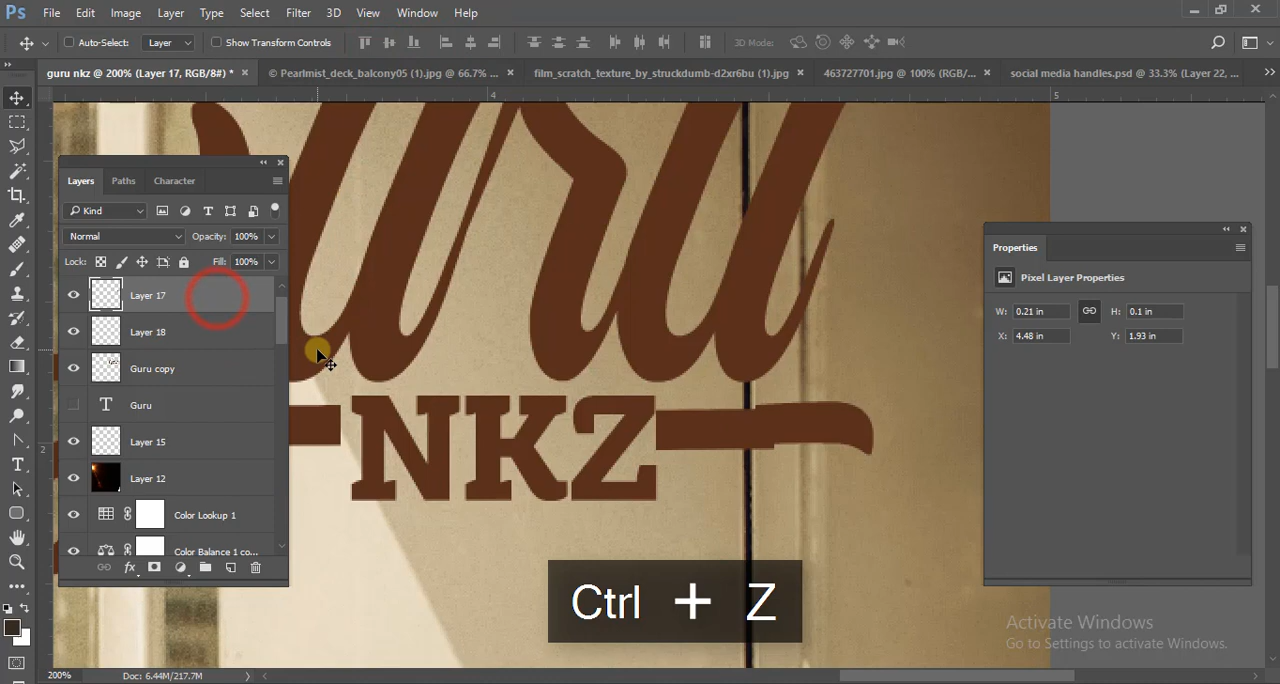 Ps File Edit Image Layer Type Select Filter 3D View Window Help
Auto-Select: Layer Show Transform Controls 3D Mode:
guru nkz @ 200% (Layer 17, RGB/8#) * × © Pearlmist_deck_balcony05 (1).jpg @ 66.7% ... × film_scratch_texture_by_struckdumb-d2xr6bu (1).jpg × 463727701.jpg @ 100% (RGB/... × social media handles.psd @ 33.3% (Layer 22, ...
4 5
Layers Paths Character
Kind
Normal Opacity: 100%
Lock: Fill: 100%
Layer 17
Layer 18
Guru copy
Guru
Layer 15
Layer 12
Color Lookup 1
Color Balance 1 co...
fx
2
NKZ
Properties
Pixel Layer Properties
W: 0.21 in H: 0.1 in
X: 4.48 in Y: 1.93 in
Ctrl + Z
Activate Windows
Go to Settings to activate Windows.
200% Doc: 6.44M/217.7M